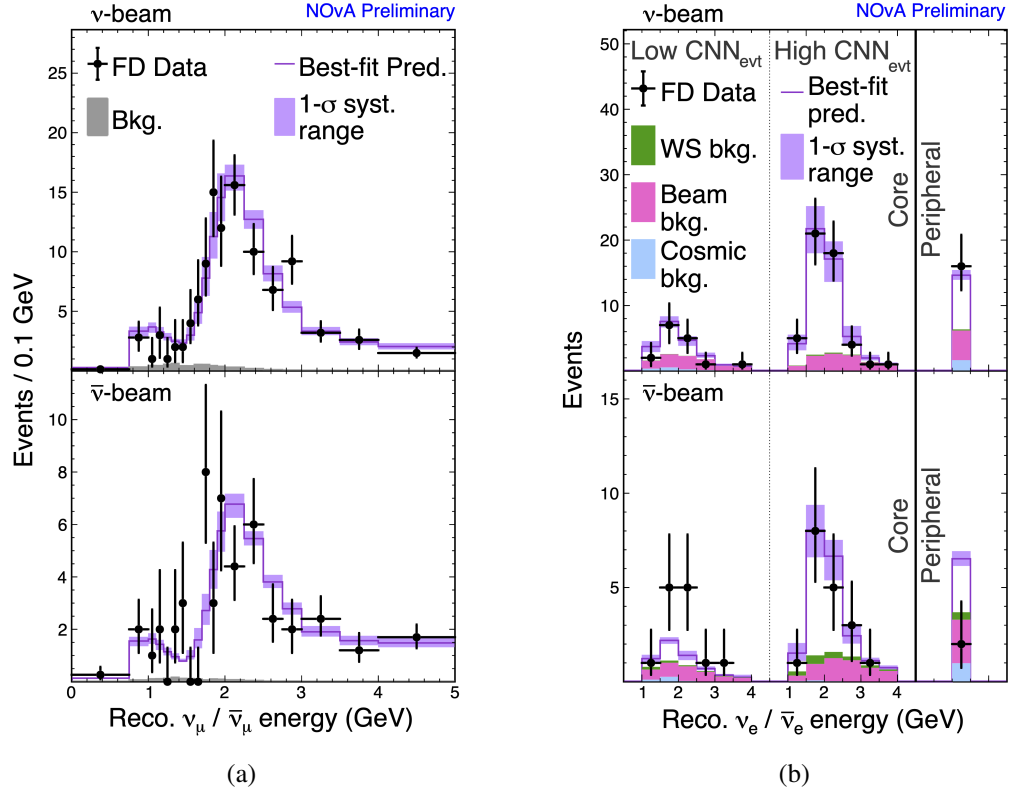 ν-beam
NOvA Preliminary
FD Data
Bkg.
Best-fit Pred.
1-σ syst.
range
25
20
15
10
5
Events / 0.1 GeV
ν̄-beam
10
8
6
4
2
0 1 2 3 4 5
Reco. νμ / ν̄μ energy (GeV)
(a)
ν-beam
NOvA Preliminary
Low CNNevt
High CNNevt
FD Data
WS bkg.
Beam
bkg.
Cosmic
bkg.
Best-fit
pred.
1-σ syst.
range
Core
Peripheral
50
40
30
20
10
Events
ν̄-beam
Core
Peripheral
15
10
5
1 2 3 4 1 2 3 4
Reco. νe / ν̄e energy (GeV)
(b)